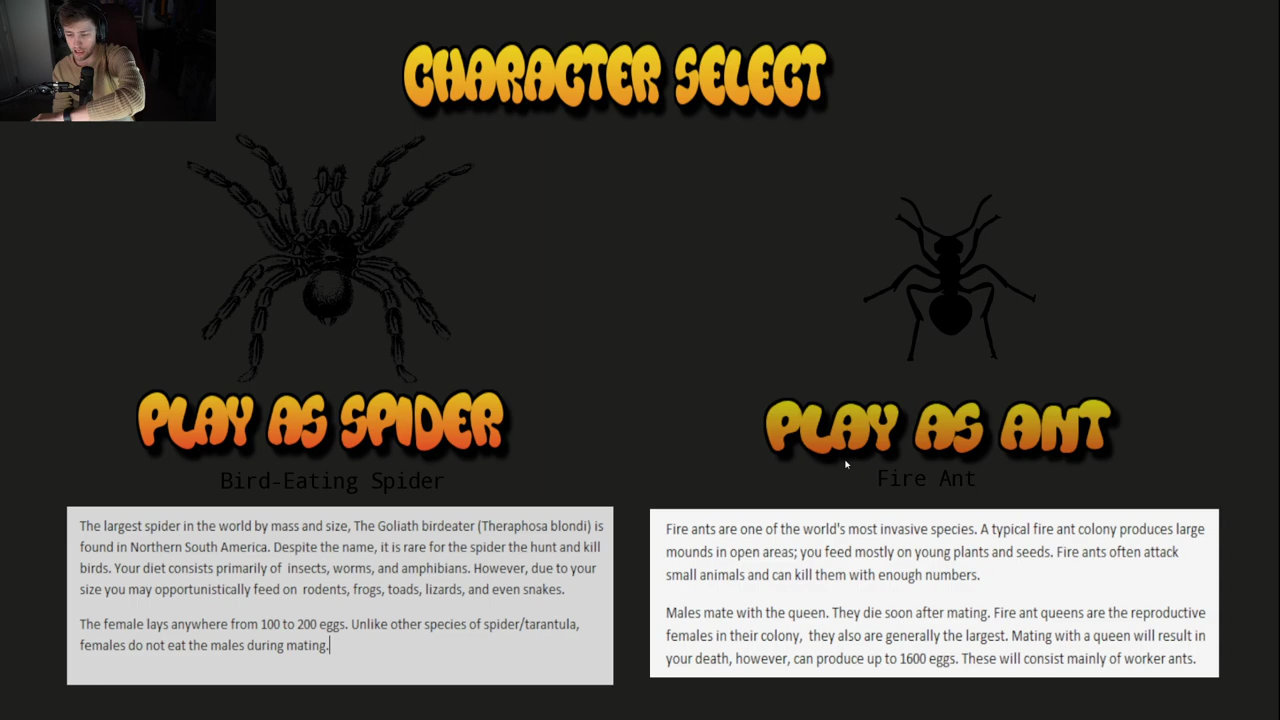 CHARACTER SELECT
PLAY AS SPIDER
Bird-Eating Spider
The largest spider in the world by mass and size, The Goliath birdeater (Theraphosa blondi) is
found in Northern South America. Despite the name, it is rare for the spider the hunt and kill
birds. Your diet consists primarily of insects, worms, and amphibians. However, due to your
size you may opportunistically feed on rodents, frogs, toads, lizards, and even snakes.
The female lays anywhere from 100 to 200 eggs. Unlike other species of spider/tarantula,
females do not eat the males during mating.
PLAY AS ANT
Fire Ant
Fire ants are one of the world's most invasive species. A typical fire ant colony produces large
mounds in open areas; you feed mostly on young plants and seeds. Fire ants often attack
small animals and can kill them with enough numbers.
Males mate with the queen. They die soon after mating. Fire ant queens are the reproductive
females in their colony, they also are generally the largest. Mating with a queen will result in
your death, however, can produce up to 1600 eggs. These will consist mainly of worker ants.